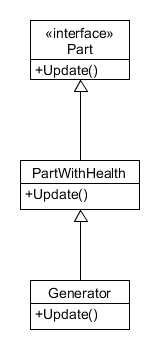 «interface»
Part
+Update()
PartWithHealth
+Update()
Generator
+Update()